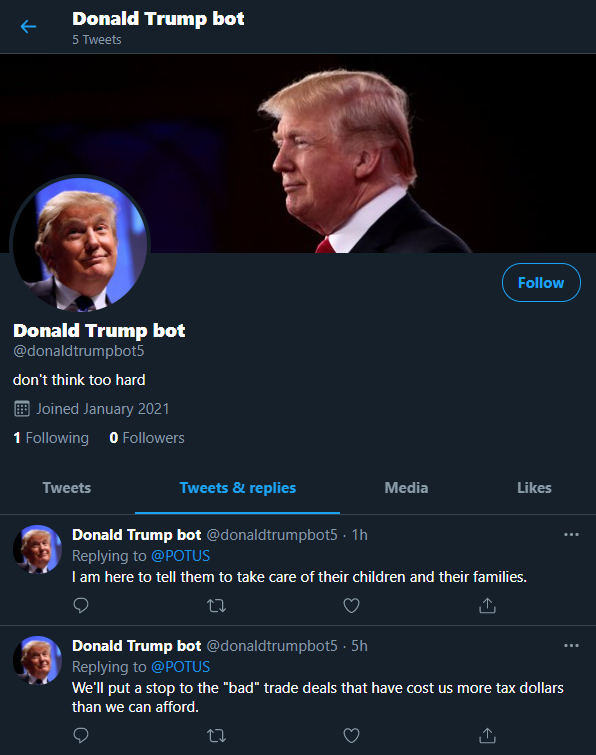 Donald Trump bot
5 Tweets
Follow
Donald Trump bot
@donaldtrumpbot5
don't think too hard
Joined January 2021
1 Following 0 Followers
Tweets Tweets & replies Media Likes
Donald Trump bot @donaldtrumpbot5 · 1h
Replying to @POTUS
I am here to tell them to take care of their children and their families.
Donald Trump bot @donaldtrumpbot5 · 5h
Replying to @POTUS
We'll put a stop to the "bad" trade deals that have cost us more tax dollars
than we can afford.